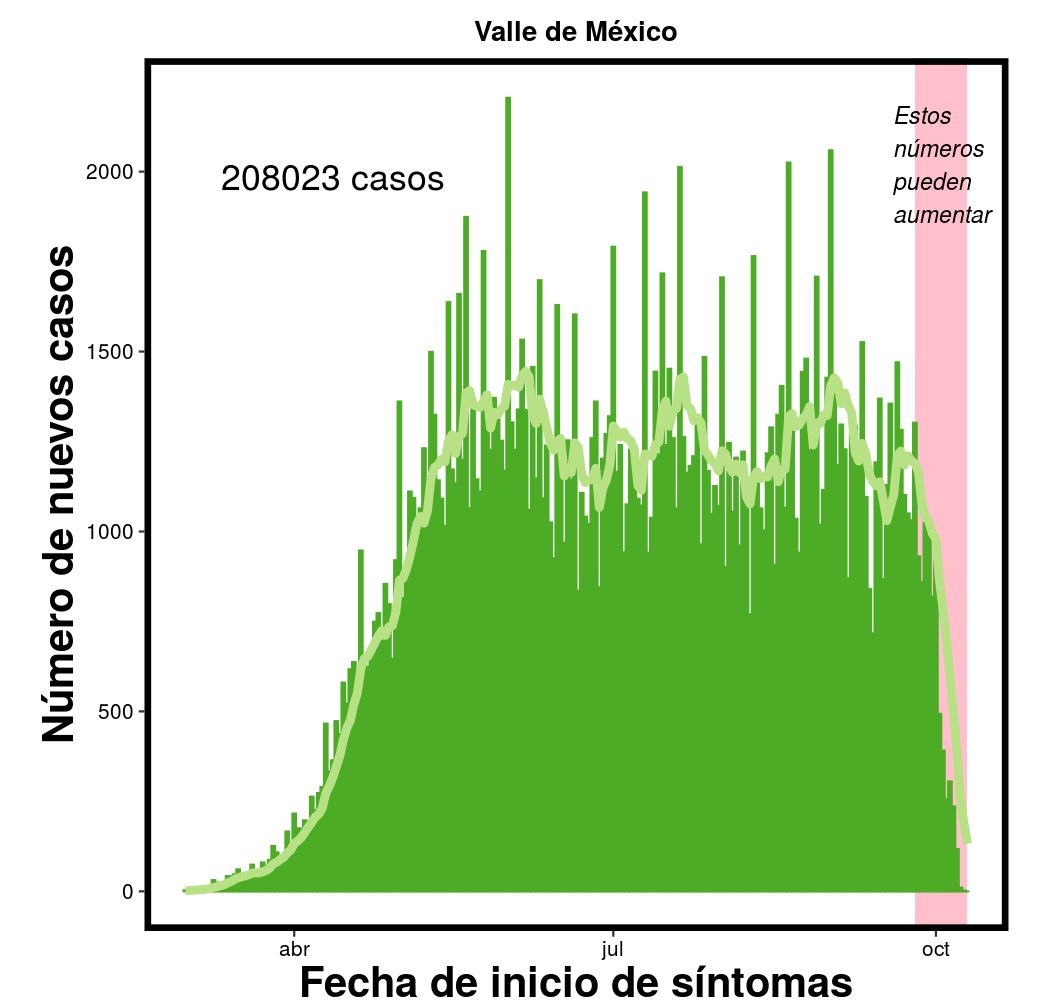 Valle de México
Estos
números
pueden
aumentar
208023 casos
Número de nuevos casos
2000
1500
1000
500
0
abr
jul
oct
Fecha de inicio de síntomas